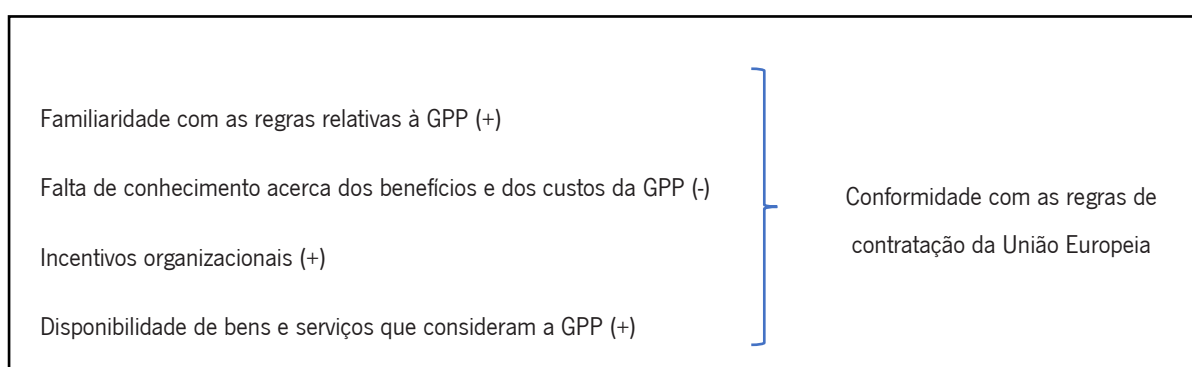 Familiaridade com as regras relativas à GPP (+)
Falta de conhecimento acerca dos benefícios e dos custos da GPP (-)
Incentivos organizacionais (+)
Disponibilidade de bens e serviços que consideram a GPP (+)
Conformidade com as regras de
contratação da União Europeia